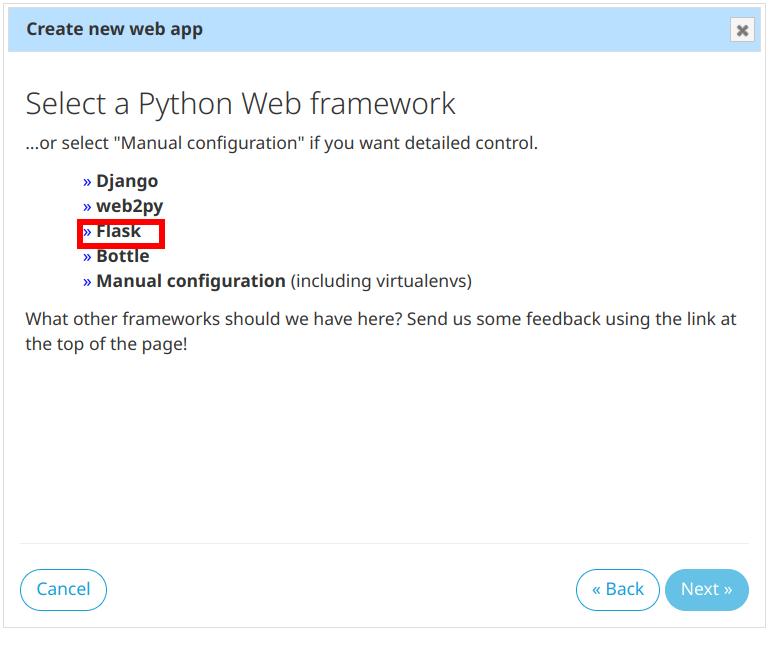 Create new web app
Select a Python Web framework
...or select "Manual configuration" if you want detailed control.
» Django
» web2py
» Flask
» Bottle
» Manual configuration (including virtualenvs)
What other frameworks should we have here? Send us some feedback using the link at
the top of the page!
Cancel
« Back
Next »